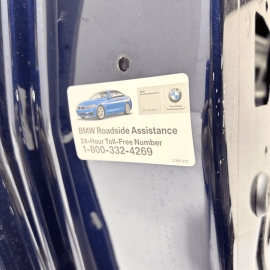 BMW Roadside Assistance
24-Hour Toll-Free Number
1-800-332-4269